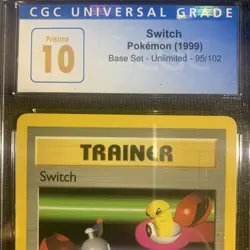 CGC UNIVERSAL GRADE
Pristine
10
Switch
Pokémon (1999)
Base Set - Unlimited - 95/102
TRAINER
Switch